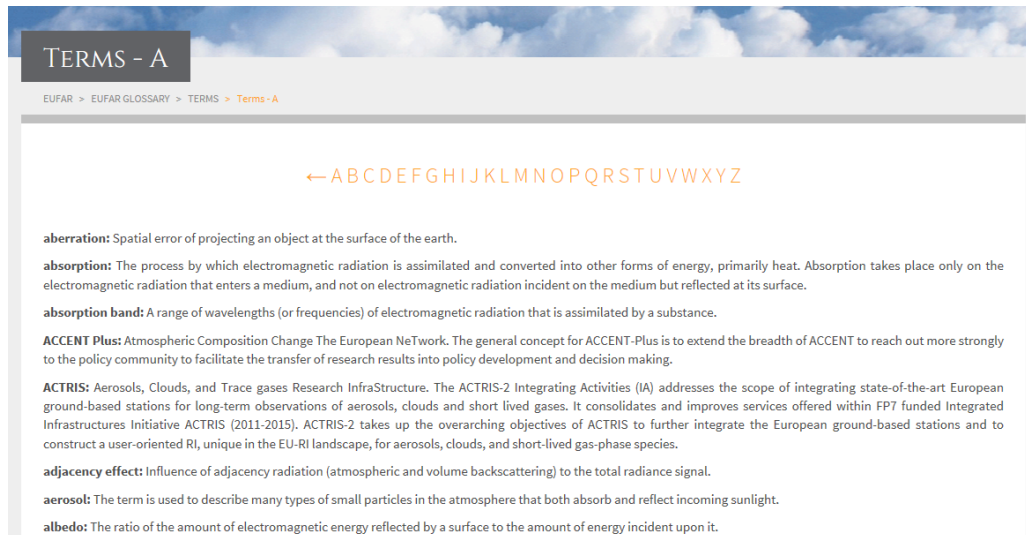 Terms - A
EUFAR > EUFAR GLOSSARY > TERMS > Terms - A
← A B C D E F G H I J K L M N O P Q R S T U V W X Y Z
aberration: Spatial error of projecting an object at the surface of the earth.
absorption: The process by which electromagnetic radiation is assimilated and converted into other forms of energy, primarily heat. Absorption takes place only on the
electromagnetic radiation that enters a medium, and not on electromagnetic radiation incident on the medium but reflected at its surface.
absorption band: A range of wavelengths (or frequencies) of electromagnetic radiation that is assimilated by a substance.
ACCENT Plus: Atmospheric Composition Change The European NeTwork. The general concept for ACCENT-Plus is to extend the breadth of ACCENT to reach out more strongly
to the policy community to facilitate the transfer of research results into policy development and decision making.
ACTRIS: Aerosols, Clouds, and Trace gases Research InfraStructure. The ACTRIS-2 Integrating Activities (IA) addresses the scope of integrating state-of-the-art European
ground-based stations for long-term observations of aerosols, clouds and short lived gases. It consolidates and improves services offered within FP7 funded Integrated
Infrastructures Initiative ACTRIS (2011-2015). ACTRIS-2 takes up the overarching objectives of ACTRIS to further integrate the European ground-based stations and to
construct a user-oriented RI, unique in the EU-RI landscape, for aerosols, clouds, and short-lived gas-phase species.
adjacency effect: Influence of adjacency radiation (atmospheric and volume backscattering) to the total radiance signal.
aerosol: The term is used to describe many types of small particles in the atmosphere that both absorb and reflect incoming sunlight.
albedo: The ratio of the amount of electromagnetic energy reflected by a surface to the amount of energy incident upon it.